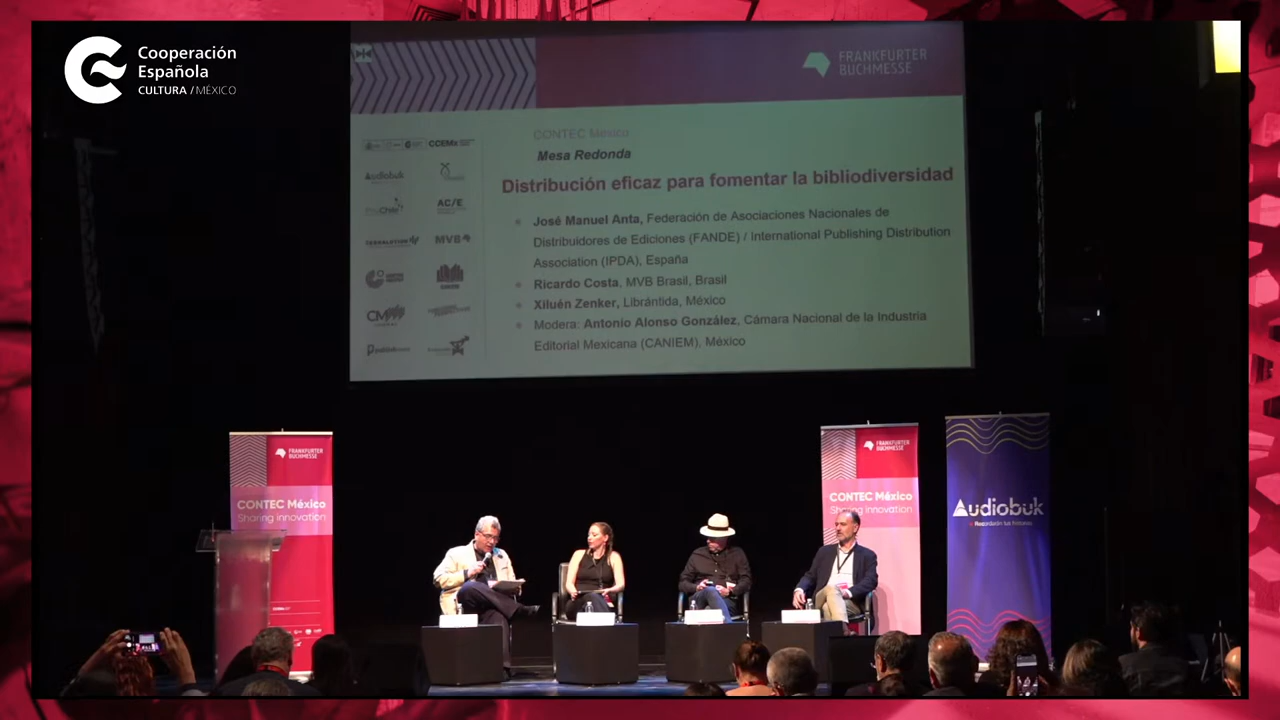 Cooperación
Española
CULTURA / MÉXICO
FRANKFURTER
BUCHMESSE
CCEMx
Audiobuk
AC/E
MVB
CONTEC México
Mesa Redonda
Distribución eficaz para fomentar la bibliodiversidad
José Manuel Anta, Federación de Asociaciones Nacionales de
Distribuidores de Ediciones (FANDE) / International Publishing Distribution
Association (IPDA), España
Ricardo Costa, MVB Brasil, Brasil
Xiluén Zenker, Librántida, México
Modera: Antonio Alonso González, Cámara Nacional de la Industria
Editorial Mexicana (CANIEM), México
FRANKFURTER
BUCHMESSE
CONTEC México
Sharing innovation
FRANKFURTER
BUCHMESSE
CONTEC México
Sharing innovation
Audiobuk